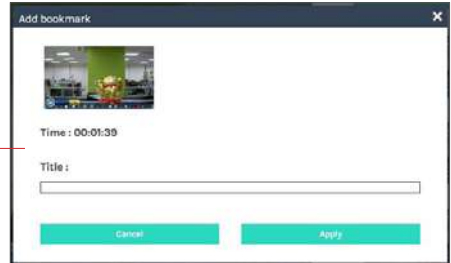 Add bookmark
Time : 00:01:39
Title :
Cancel
Apply